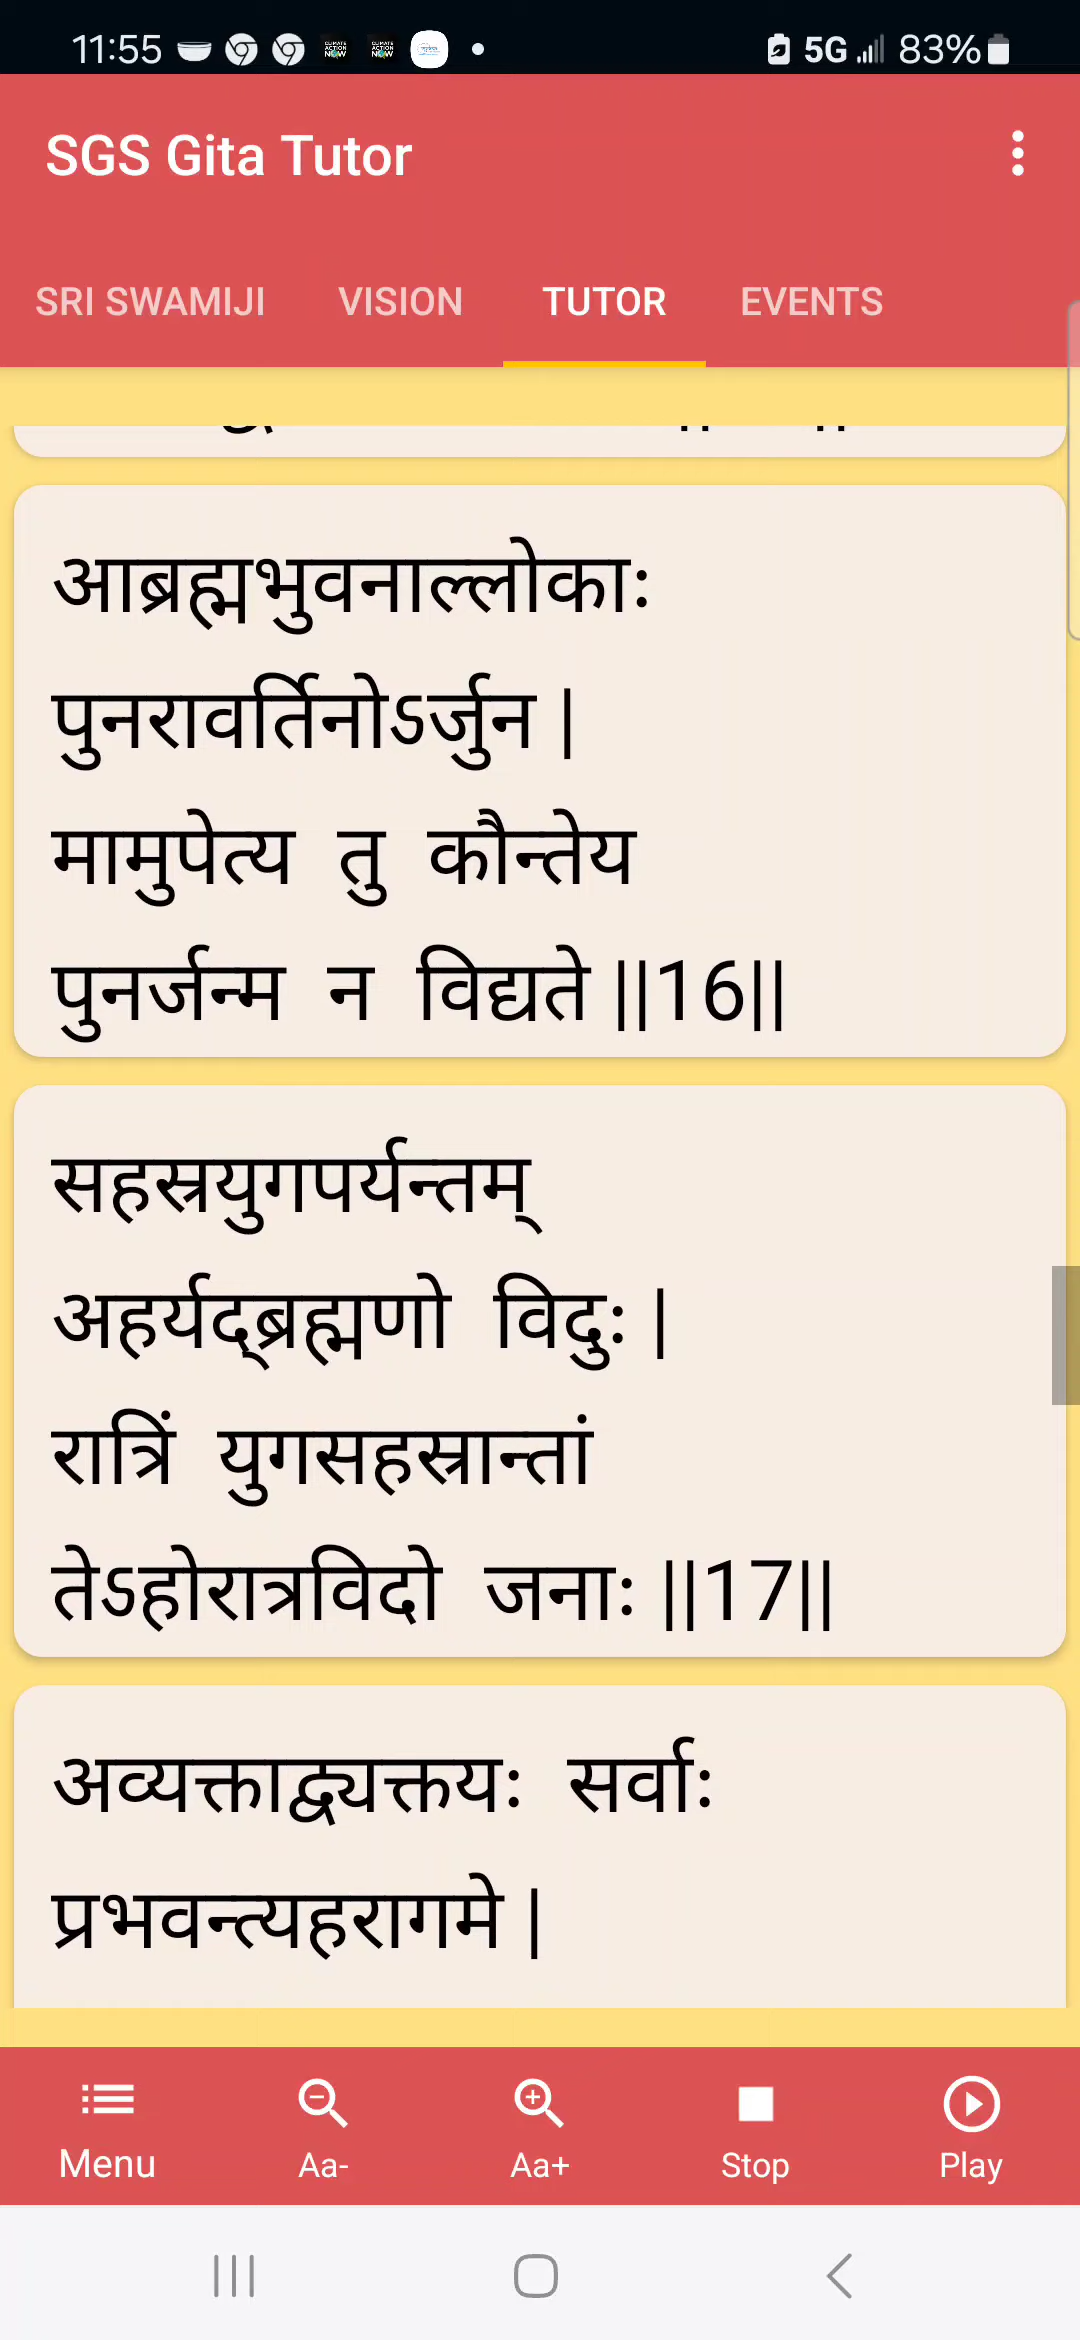 11:55 5G 83%
SGS Gita Tutor
SRI SWAMIJI VISION TUTOR EVENTS
आब्रह्मभुवनाल्लोकाः
पुनरावर्तिनोऽर्जुन |
मामुपेत्य तु कौन्तेय
पुनर्जन्म न विद्यते ||16||
सहस्रयुगपर्यन्तम्
अहर्यद्ब्रह्मणो विदुः |
रात्रिं युगसहस्रान्तां
तेऽहोरात्रविदो जनाः ||17||
अव्यक्ताद्व्यक्तयः सर्वाः
प्रभवन्त्यहरागमे |
Menu Aa- Aa+ Stop Play